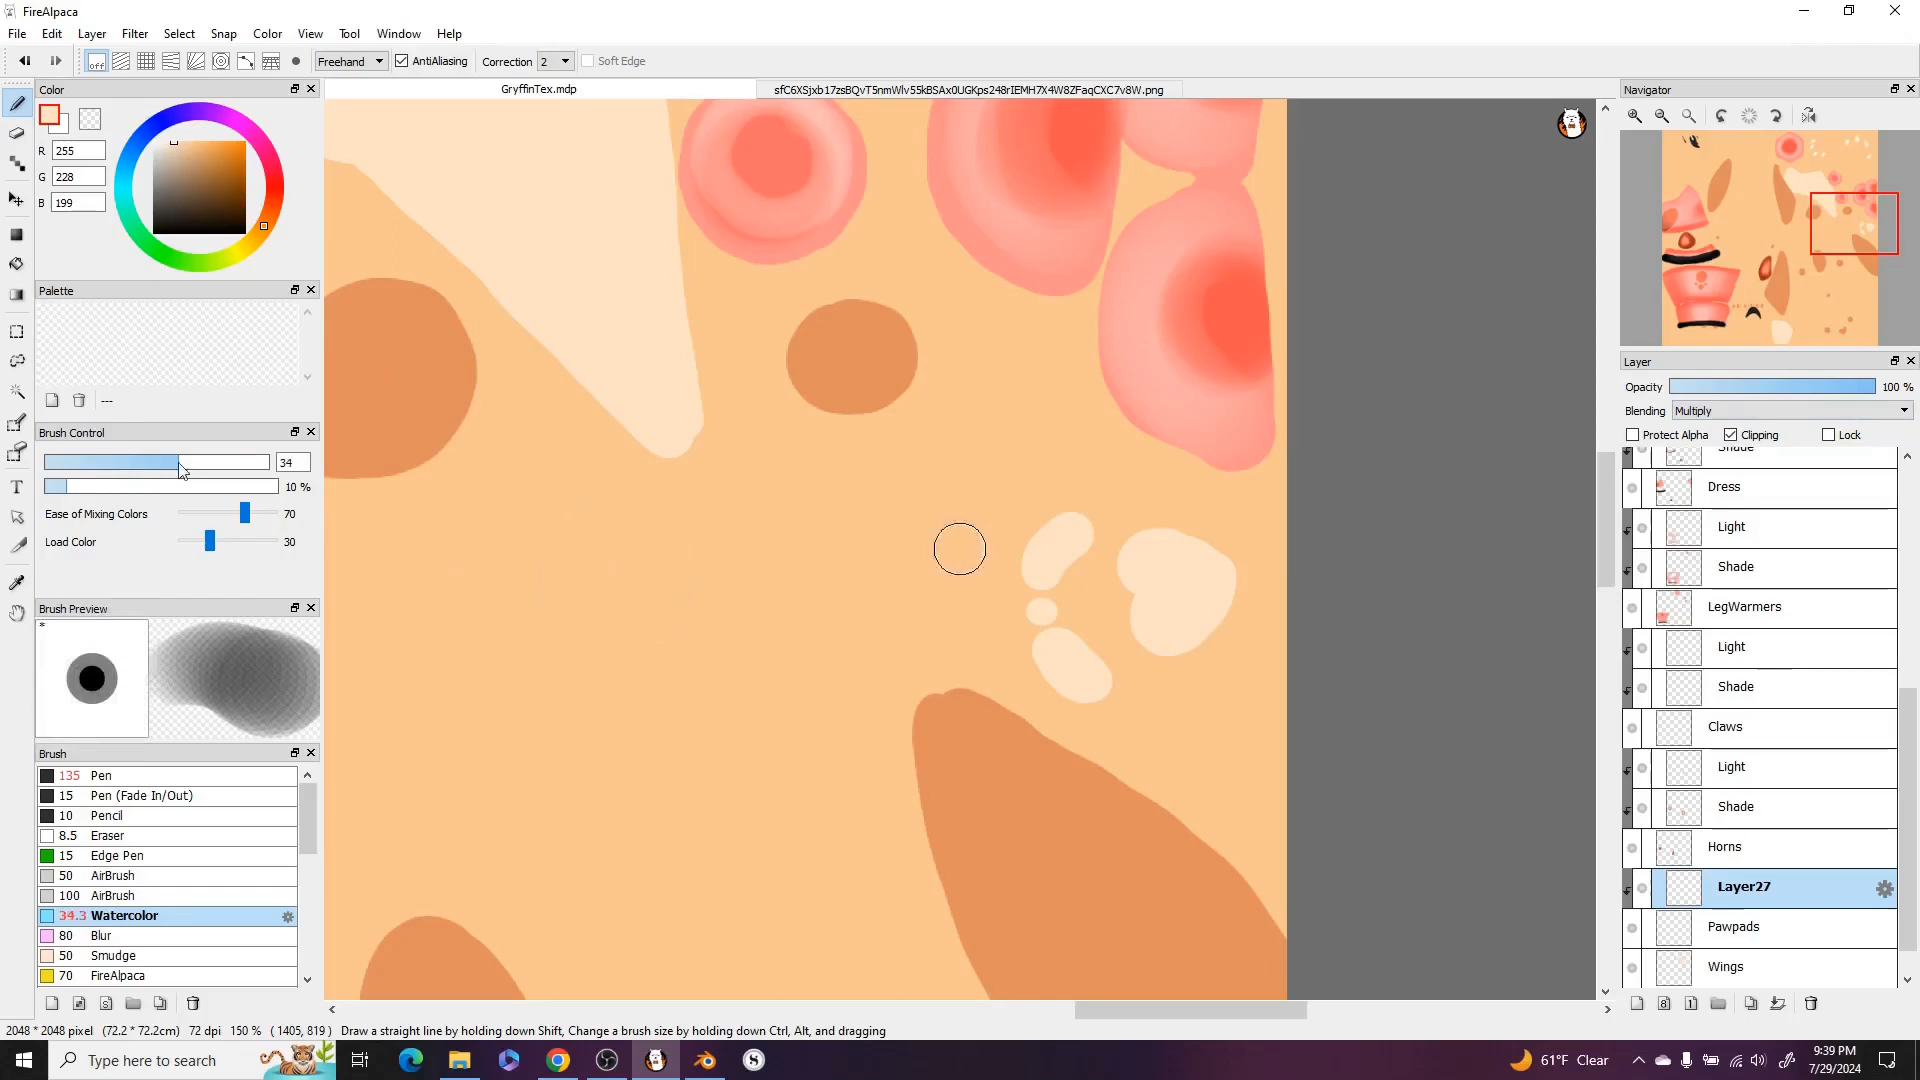 FireAlpaca
File Edit Layer Filter Select Snap Color View Tool Window Help
off Freehand AntiAliasing Correction 2 Soft Edge
Color
GryffinTex.mdp
sfC6XSjxb17zsBQvT5nmWlv55kBSAx0UGKps248rIEMH7X4W8ZFaqCXC7v8W.png
Navigator
R 255
G 228
B 199
Palette
---
Brush Control
34
10 %
Ease of Mixing Colors 70
Load Color 30
Brush Preview
*
Brush
135 Pen
15 Pen (Fade In/Out)
10 Pencil
8.5 Eraser
15 Edge Pen
50 AirBrush
100 AirBrush
34.3 Watercolor
80 Blur
50 Smudge
70 FireAlpaca
Layer
Opacity 100 %
Blending Multiply
Protect Alpha Clipping Lock
Shade
Dress
Light
Shade
LegWarmers
Light
Shade
Claws
Light
Shade
Horns
Layer27
Pawpads
Wings
2048 * 2048 pixel (72.2 * 72.2cm) 72 dpi 150 % ( 1405, 819 ) Draw a straight line by holding down Shift, Change a brush size by holding down Ctrl, Alt, and dragging
Type here to search
61°F Clear
9:39 PM
7/29/2024